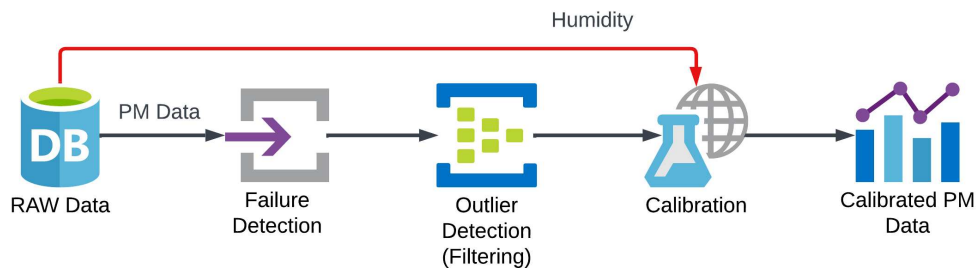 Humidity
DB
PM Data
RAW Data
Failure
Detection
Outlier
Detection
(Filtering)
Calibration
Calibrated PM
Data